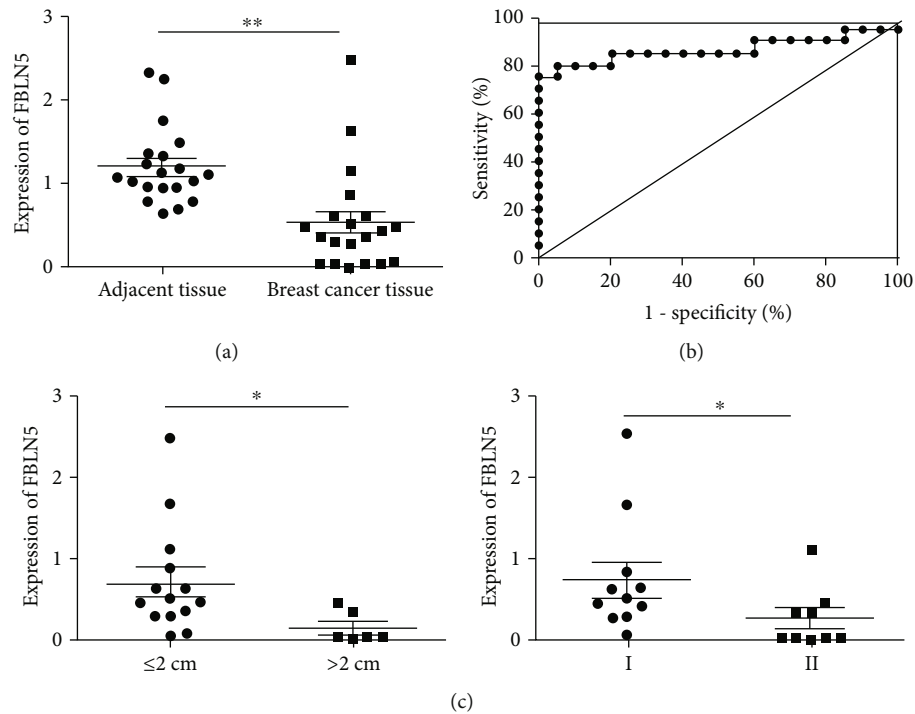 Expression of FBLN5
3
2
1
0
**
Adjacent tissue
Breast cancer tissue
(a)
Sensitivity (%)
100
80
60
40
20
0
0
20
40
60
80
100
1 - specificity (%)
(b)
Expression of FBLN5
3
2
1
0
*
≤2 cm
>2 cm
Expression of FBLN5
3
2
1
0
*
I
II
(c)